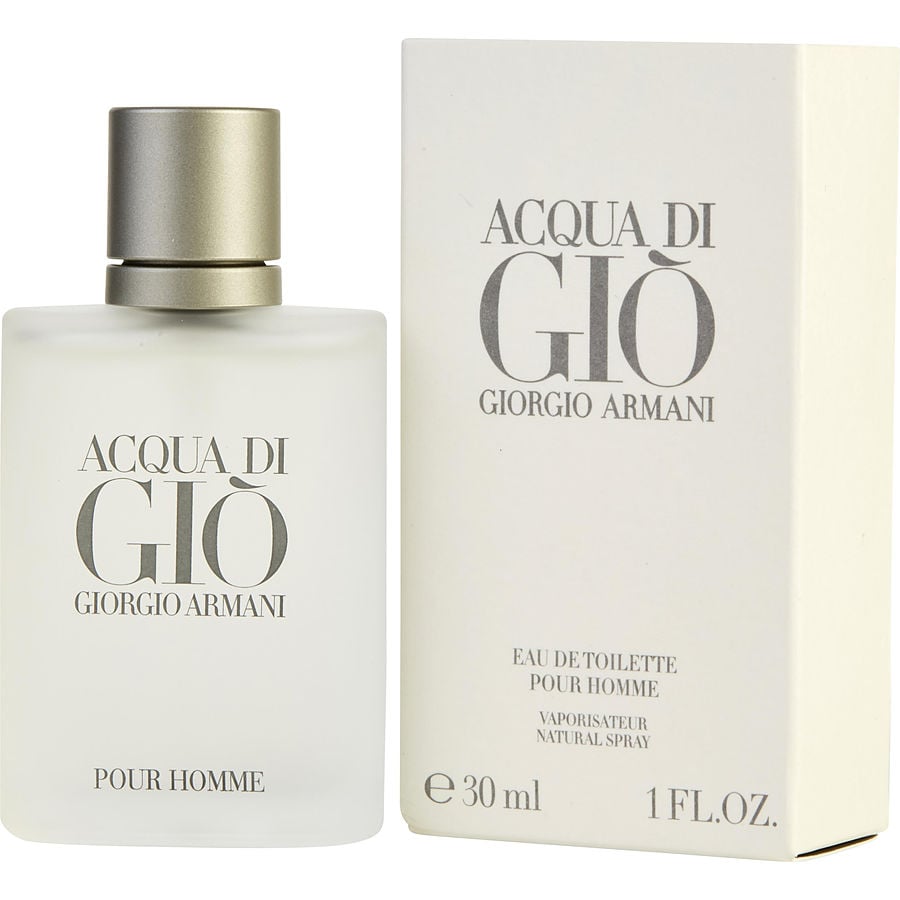 ACQUA DI
GIÒ
GIORGIO ARMANI
POUR HOMME
ACQUA DI
GIÒ
GIORGIO ARMANI
EAU DE TOILETTE
POUR HOMME
VAPORISATEUR
NATURAL SPRAY
℮ 30 ml 1 FL.OZ.